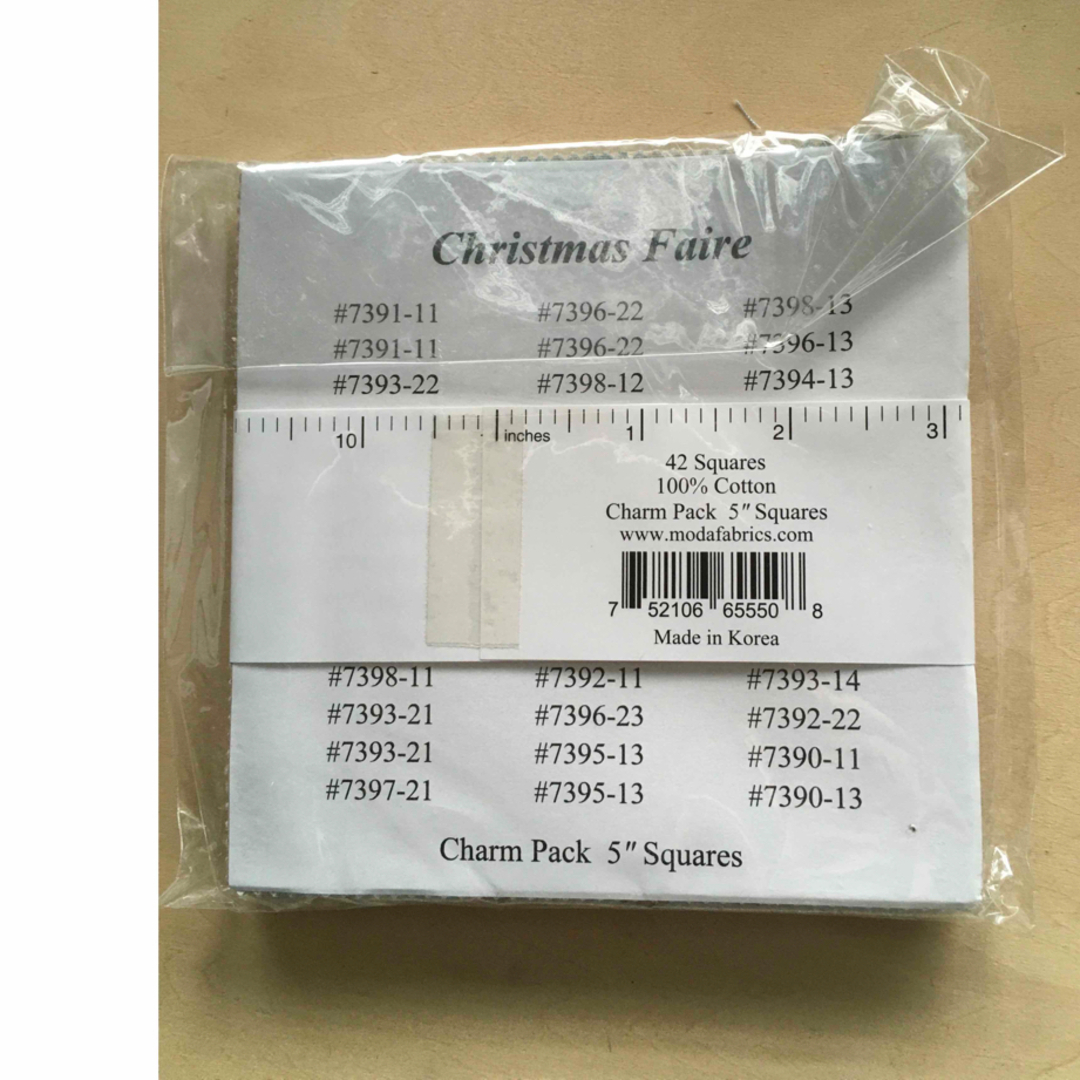 Christmas Faire
#7391-11 #7396-22 #7398-13
#7391-11 #7396-22 #7396-13
#7393-22 #7398-12 #7394-13
10 inches 1 2 3
42 Squares
100% Cotton
Charm Pack 5" Squares
www.modafabrics.com
7 52106 65550 8
Made in Korea
#7398-11 #7392-11 #7393-14
#7393-21 #7396-23 #7392-22
#7393-21 #7395-13 #7390-11
#7397-21 #7395-13 #7390-13
Charm Pack 5" Squares